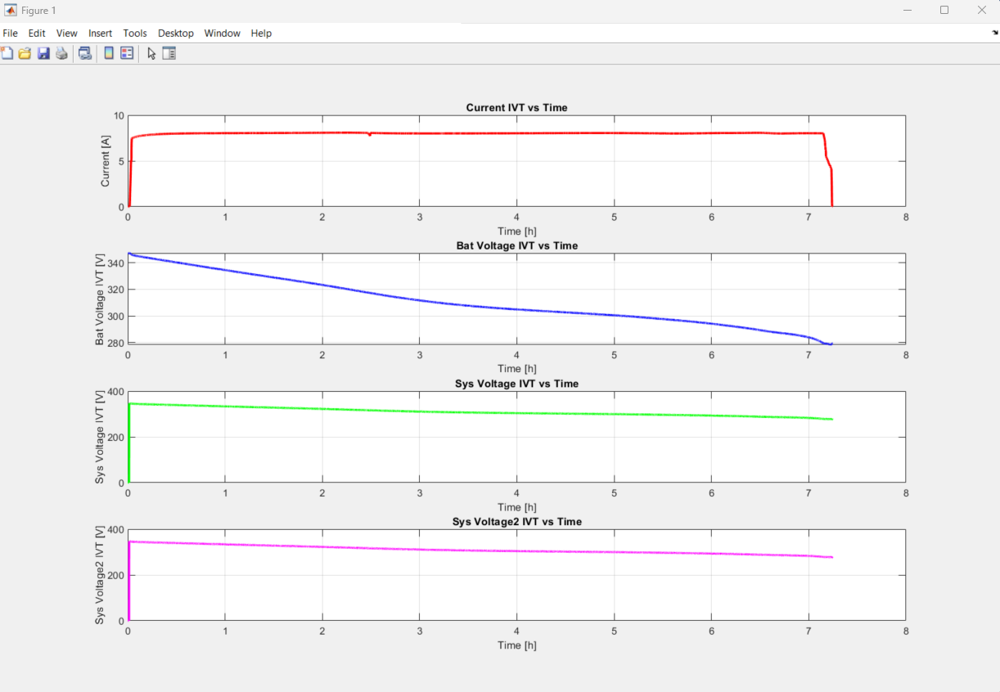 Figure 1
File Edit View Insert Tools Desktop Window Help
Current IVT vs Time
Current [A]
10
5
0
0 1 2 3 4 5 6 7 8
Time [h]
Bat Voltage IVT vs Time
Bat Voltage IVT [V]
340
320
300
280
0 1 2 3 4 5 6 7 8
Time [h]
Sys Voltage IVT vs Time
Sys Voltage IVT [V]
400
200
0
0 1 2 3 4 5 6 7 8
Time [h]
Sys Voltage2 IVT vs Time
Sys Voltage2 IVT [V]
400
200
0
0 1 2 3 4 5 6 7 8
Time [h]